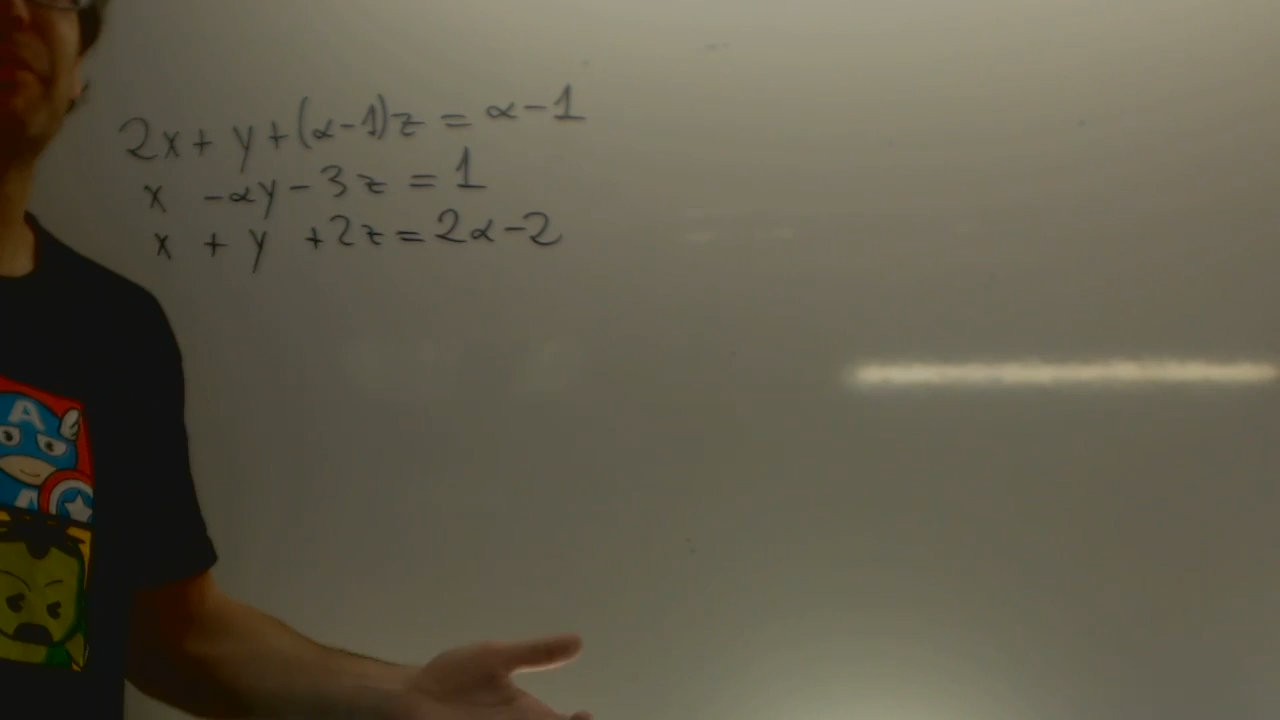 2x + y + (α-1)z = α-1
x -αy - 3z = 1
x + y +2z = 2α-2
A
A